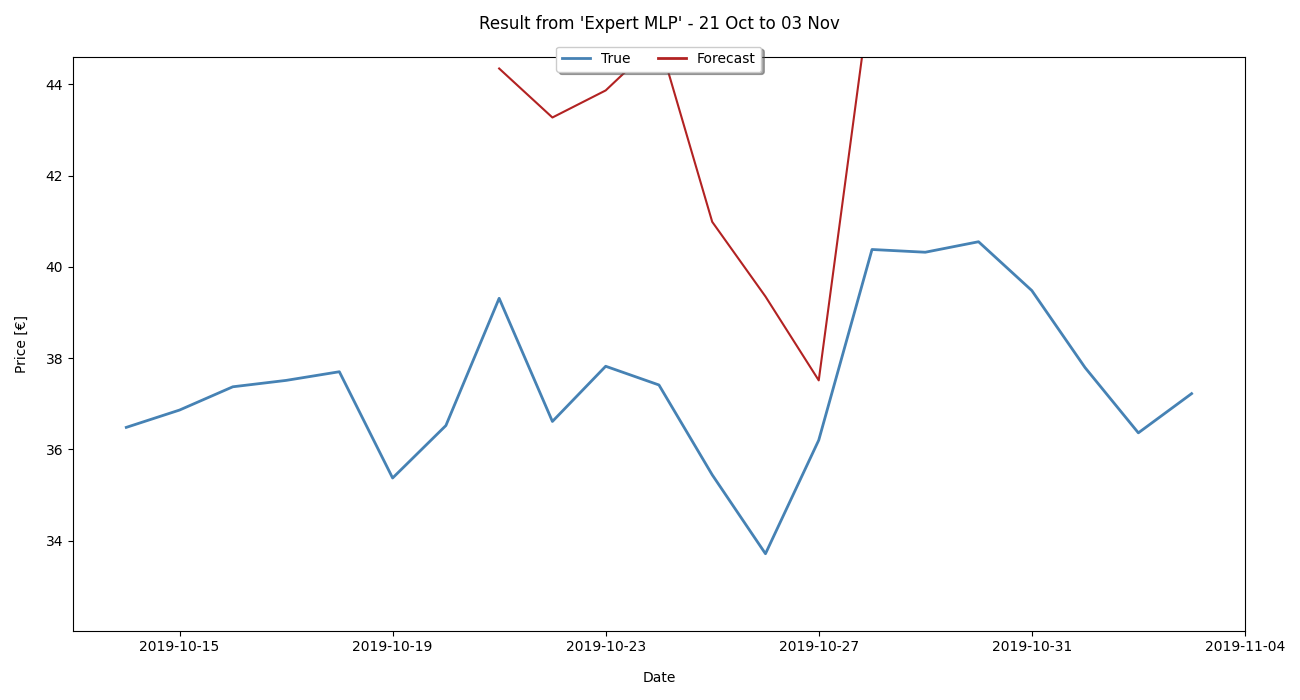 Result from 'Expert MLP' - 21 Oct to 03 Nov
True Forecast
44
42
40
38
36
34
Price [€]
2019-10-15 2019-10-19 2019-10-23 2019-10-27 2019-10-31 2019-11-04
Date